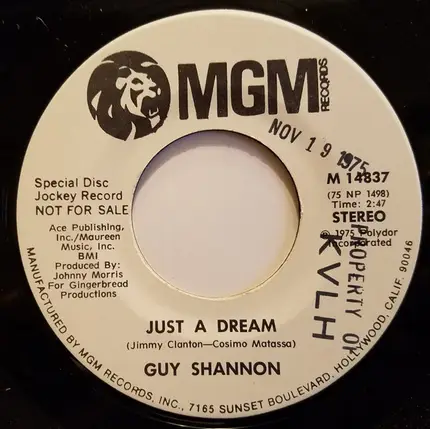 MGM
RECORDS
NOV 19 1975
M 14837
(75 NP 1498)
Time: 2:47
STEREO
℗ 1975 Polydor
Incorporated
PROPERTY OF
KVLH
Special Disc
Jockey Record
NOT FOR SALE
Ace Publishing,
Inc./Maureen
Music, Inc.
BMI
Produced By:
Johnny Morris
For Gingerbread
Productions
JUST A DREAM
(Jimmy Clanton—Cosimo Matassa)
GUY SHANNON
MANUFACTURED BY MGM RECORDS, INC., 7165 SUNSET BOULEVARD, HOLLYWOOD, CALIF. 90046